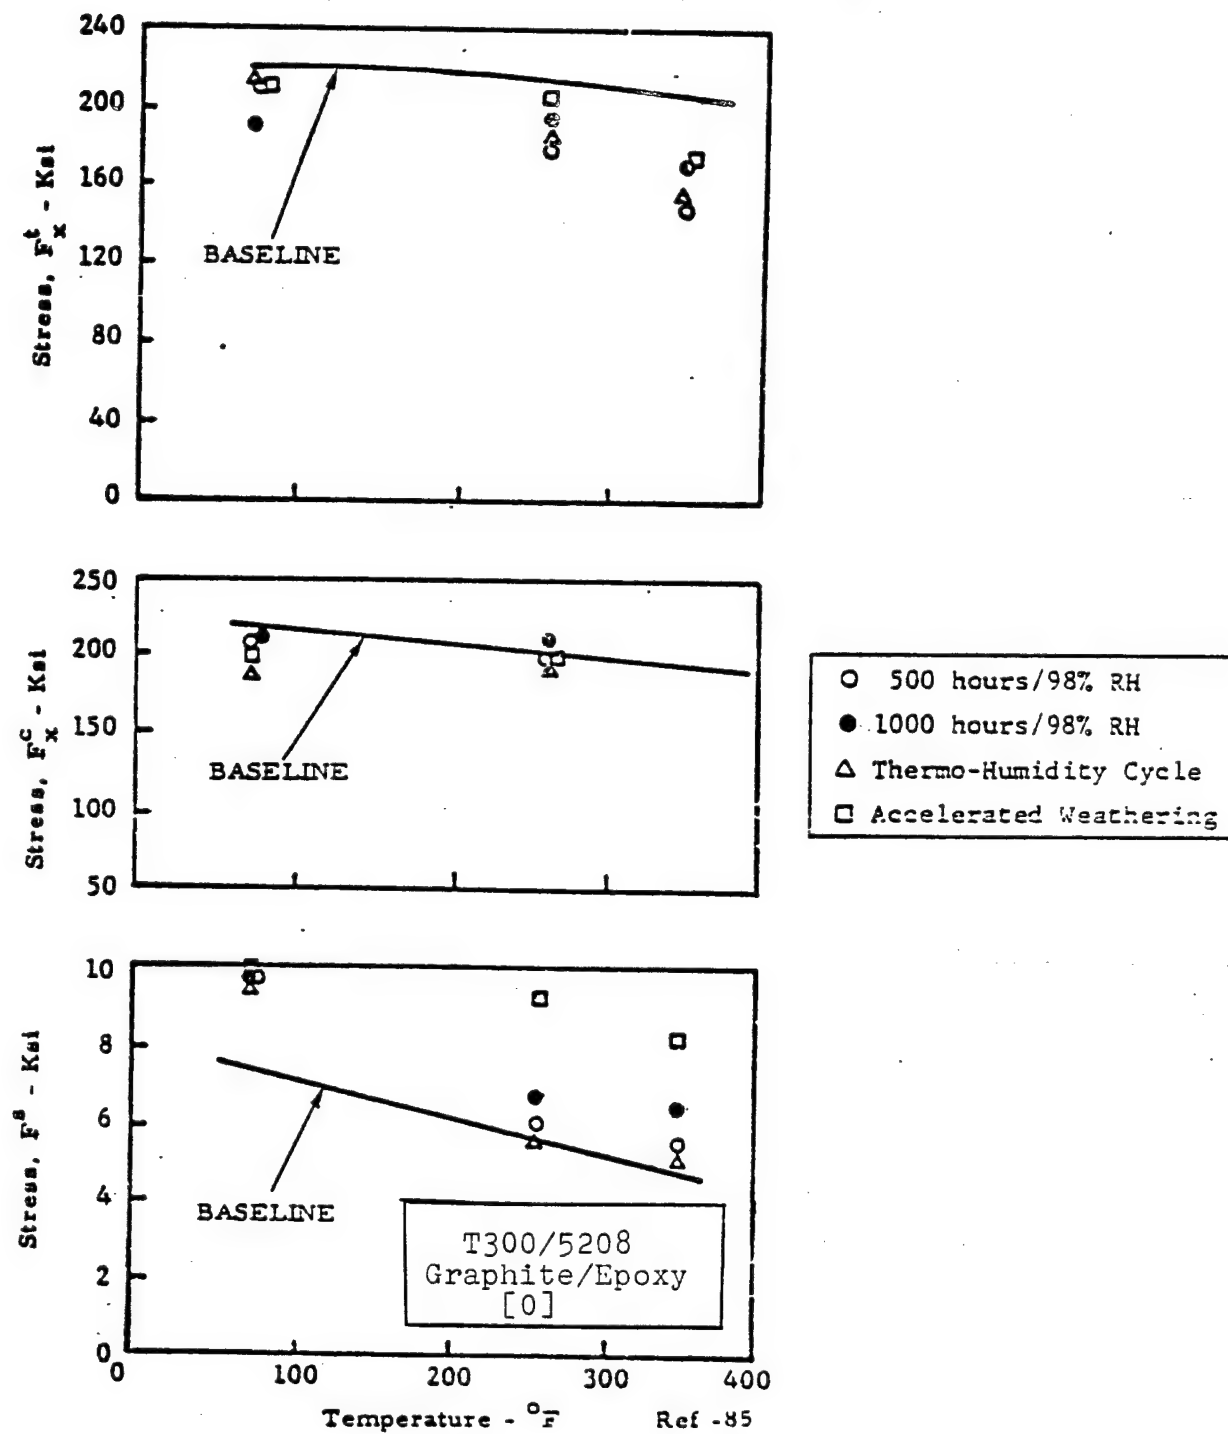 240
200
160
120
80
40
0
Stress, F^t_x - Ksi
BASELINE
250
200
150
100
50
Stress, F^c_x - Ksi
BASELINE
○ 500 hours/98% RH
● 1000 hours/98% RH
△ Thermo-Humidity Cycle
□ Accelerated Weathering
10
8
6
4
2
0
Stress, F^s - Ksi
BASELINE
T300/5208
Graphite/Epoxy
[0]
0 100 200 300 400
Temperature - °F
Ref -85